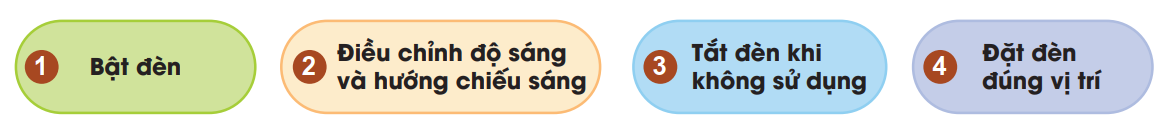 1 Bật đèn
2 Điều chỉnh độ sáng
và hướng chiếu sáng
3 Tắt đèn khi
không sử dụng
4 Đặt đèn
đúng vị trí